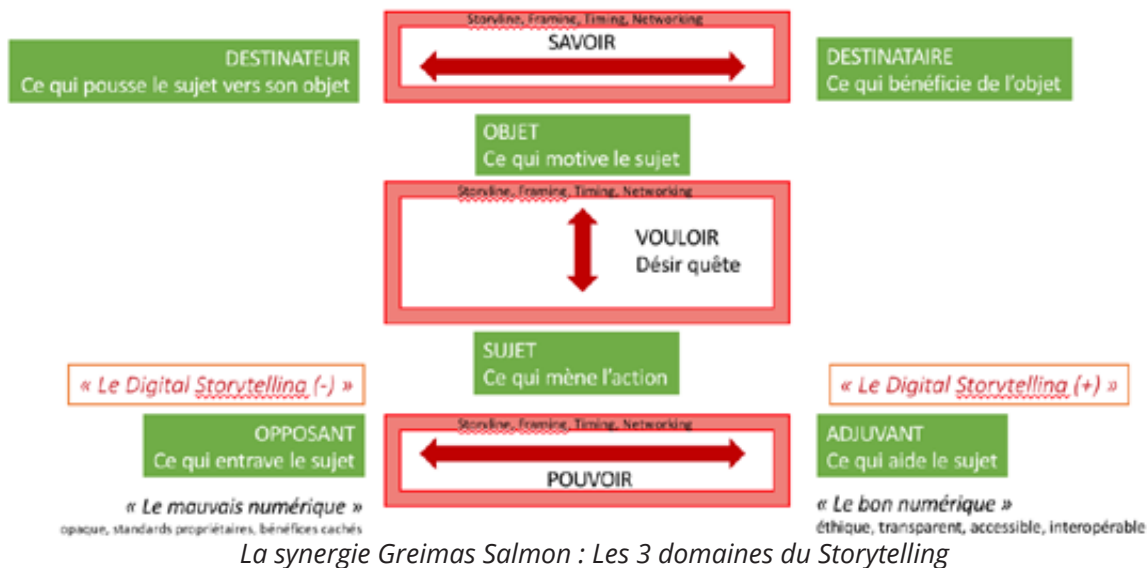 Storyline, Framing, Timing, Networking
SAVOIR
DESTINATEUR
Ce qui pousse le sujet vers son objet
DESTINATAIRE
Ce qui bénéficie de l'objet
OBJET
Ce qui motive le sujet
Storyline, Framing, Timing, Networking
VOULOIR
Désir quête
SUJET
Ce qui mène l'action
« Le Digital Storytelling (-) »
« Le Digital Storytelling (+) »
Storyline, Framing, Timing, Networking
POUVOIR
OPPOSANT
Ce qui entrave le sujet
ADJUVANT
Ce qui aide le sujet
« Le mauvais numérique »
opaque, standards propriétaires, bénéfices cachés
« Le bon numérique »
éthique, transparent, accessible, interopérable
La synergie Greimas Salmon : Les 3 domaines du Storytelling